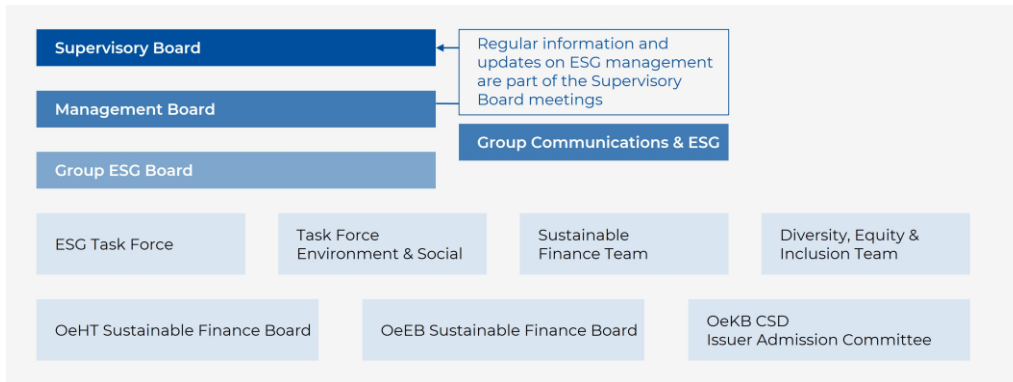 Supervisory Board
Regular information and
updates on ESG management
are part of the Supervisory
Board meetings
Management Board
Group Communications & ESG
Group ESG Board
ESG Task Force
Task Force
Environment & Social
Sustainable
Finance Team
Diversity, Equity &
Inclusion Team
OeHT Sustainable Finance Board
OeEB Sustainable Finance Board
OeKB CSD
Issuer Admission Committee